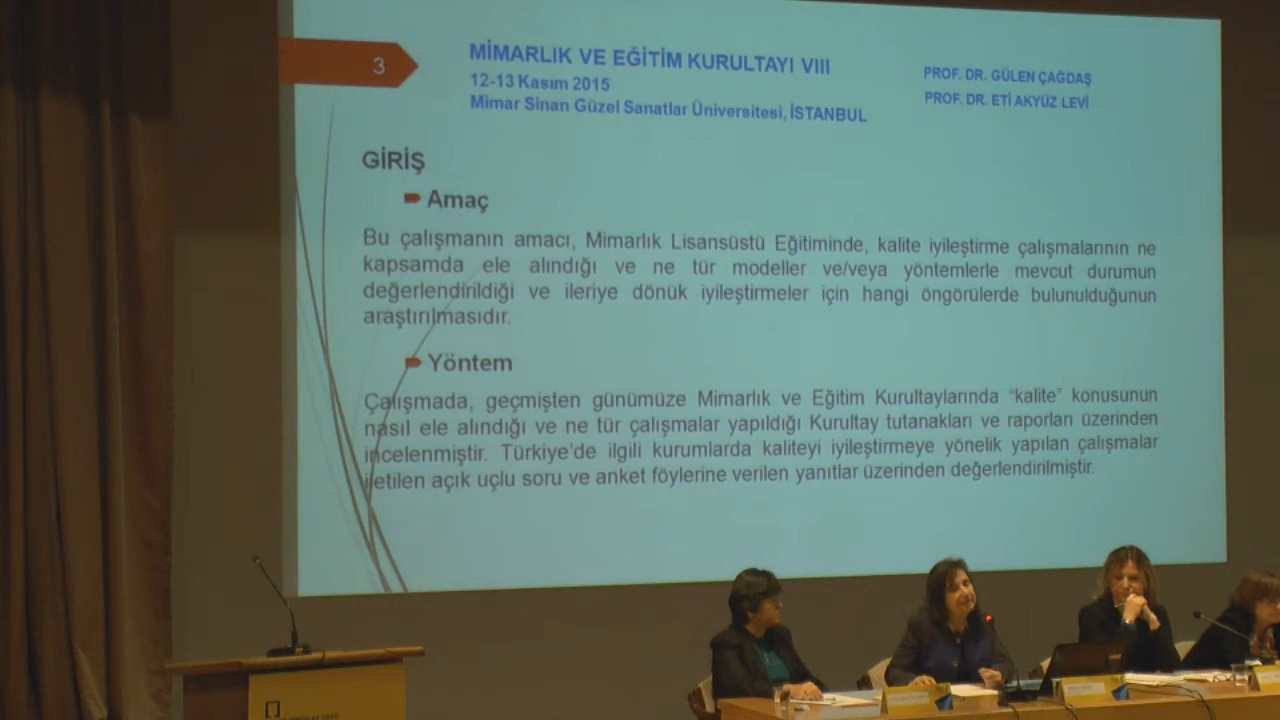 3
MİMARLIK VE EĞİTİM KURULTAYI VIII
12-13 Kasım 2015
Mimar Sinan Güzel Sanatlar Üniversitesi, İSTANBUL
PROF. DR. GÜLEN ÇAĞDAŞ
PROF. DR. ETİ AKYÜZ LEVİ
GİRİŞ
Amaç
Bu çalışmanın amacı, Mimarlık Lisansüstü Eğitiminde, kalite iyileştirme çalışmalarının ne
kapsamda ele alındığı ve ne tür modeller ve/veya yöntemlerle mevcut durumun
değerlendirildiği ve ileriye dönük iyileştirmeler için hangi öngörülerde bulunulduğunun
araştırılmasıdır.
Yöntem
Çalışmada, geçmişten günümüze Mimarlık ve Eğitim Kurultaylarında “kalite” konusunun
nasıl ele alındığı ve ne tür çalışmalar yapıldığı Kurultay tutanakları ve raporları üzerinden
incelenmiştir. Türkiye’de ilgili kurumlarda kaliteyi iyileştirmeye yönelik yapılan çalışmalar
iletilen açık uçlu soru ve anket föylerine verilen yanıtlar üzerinden değerlendirilmiştir.